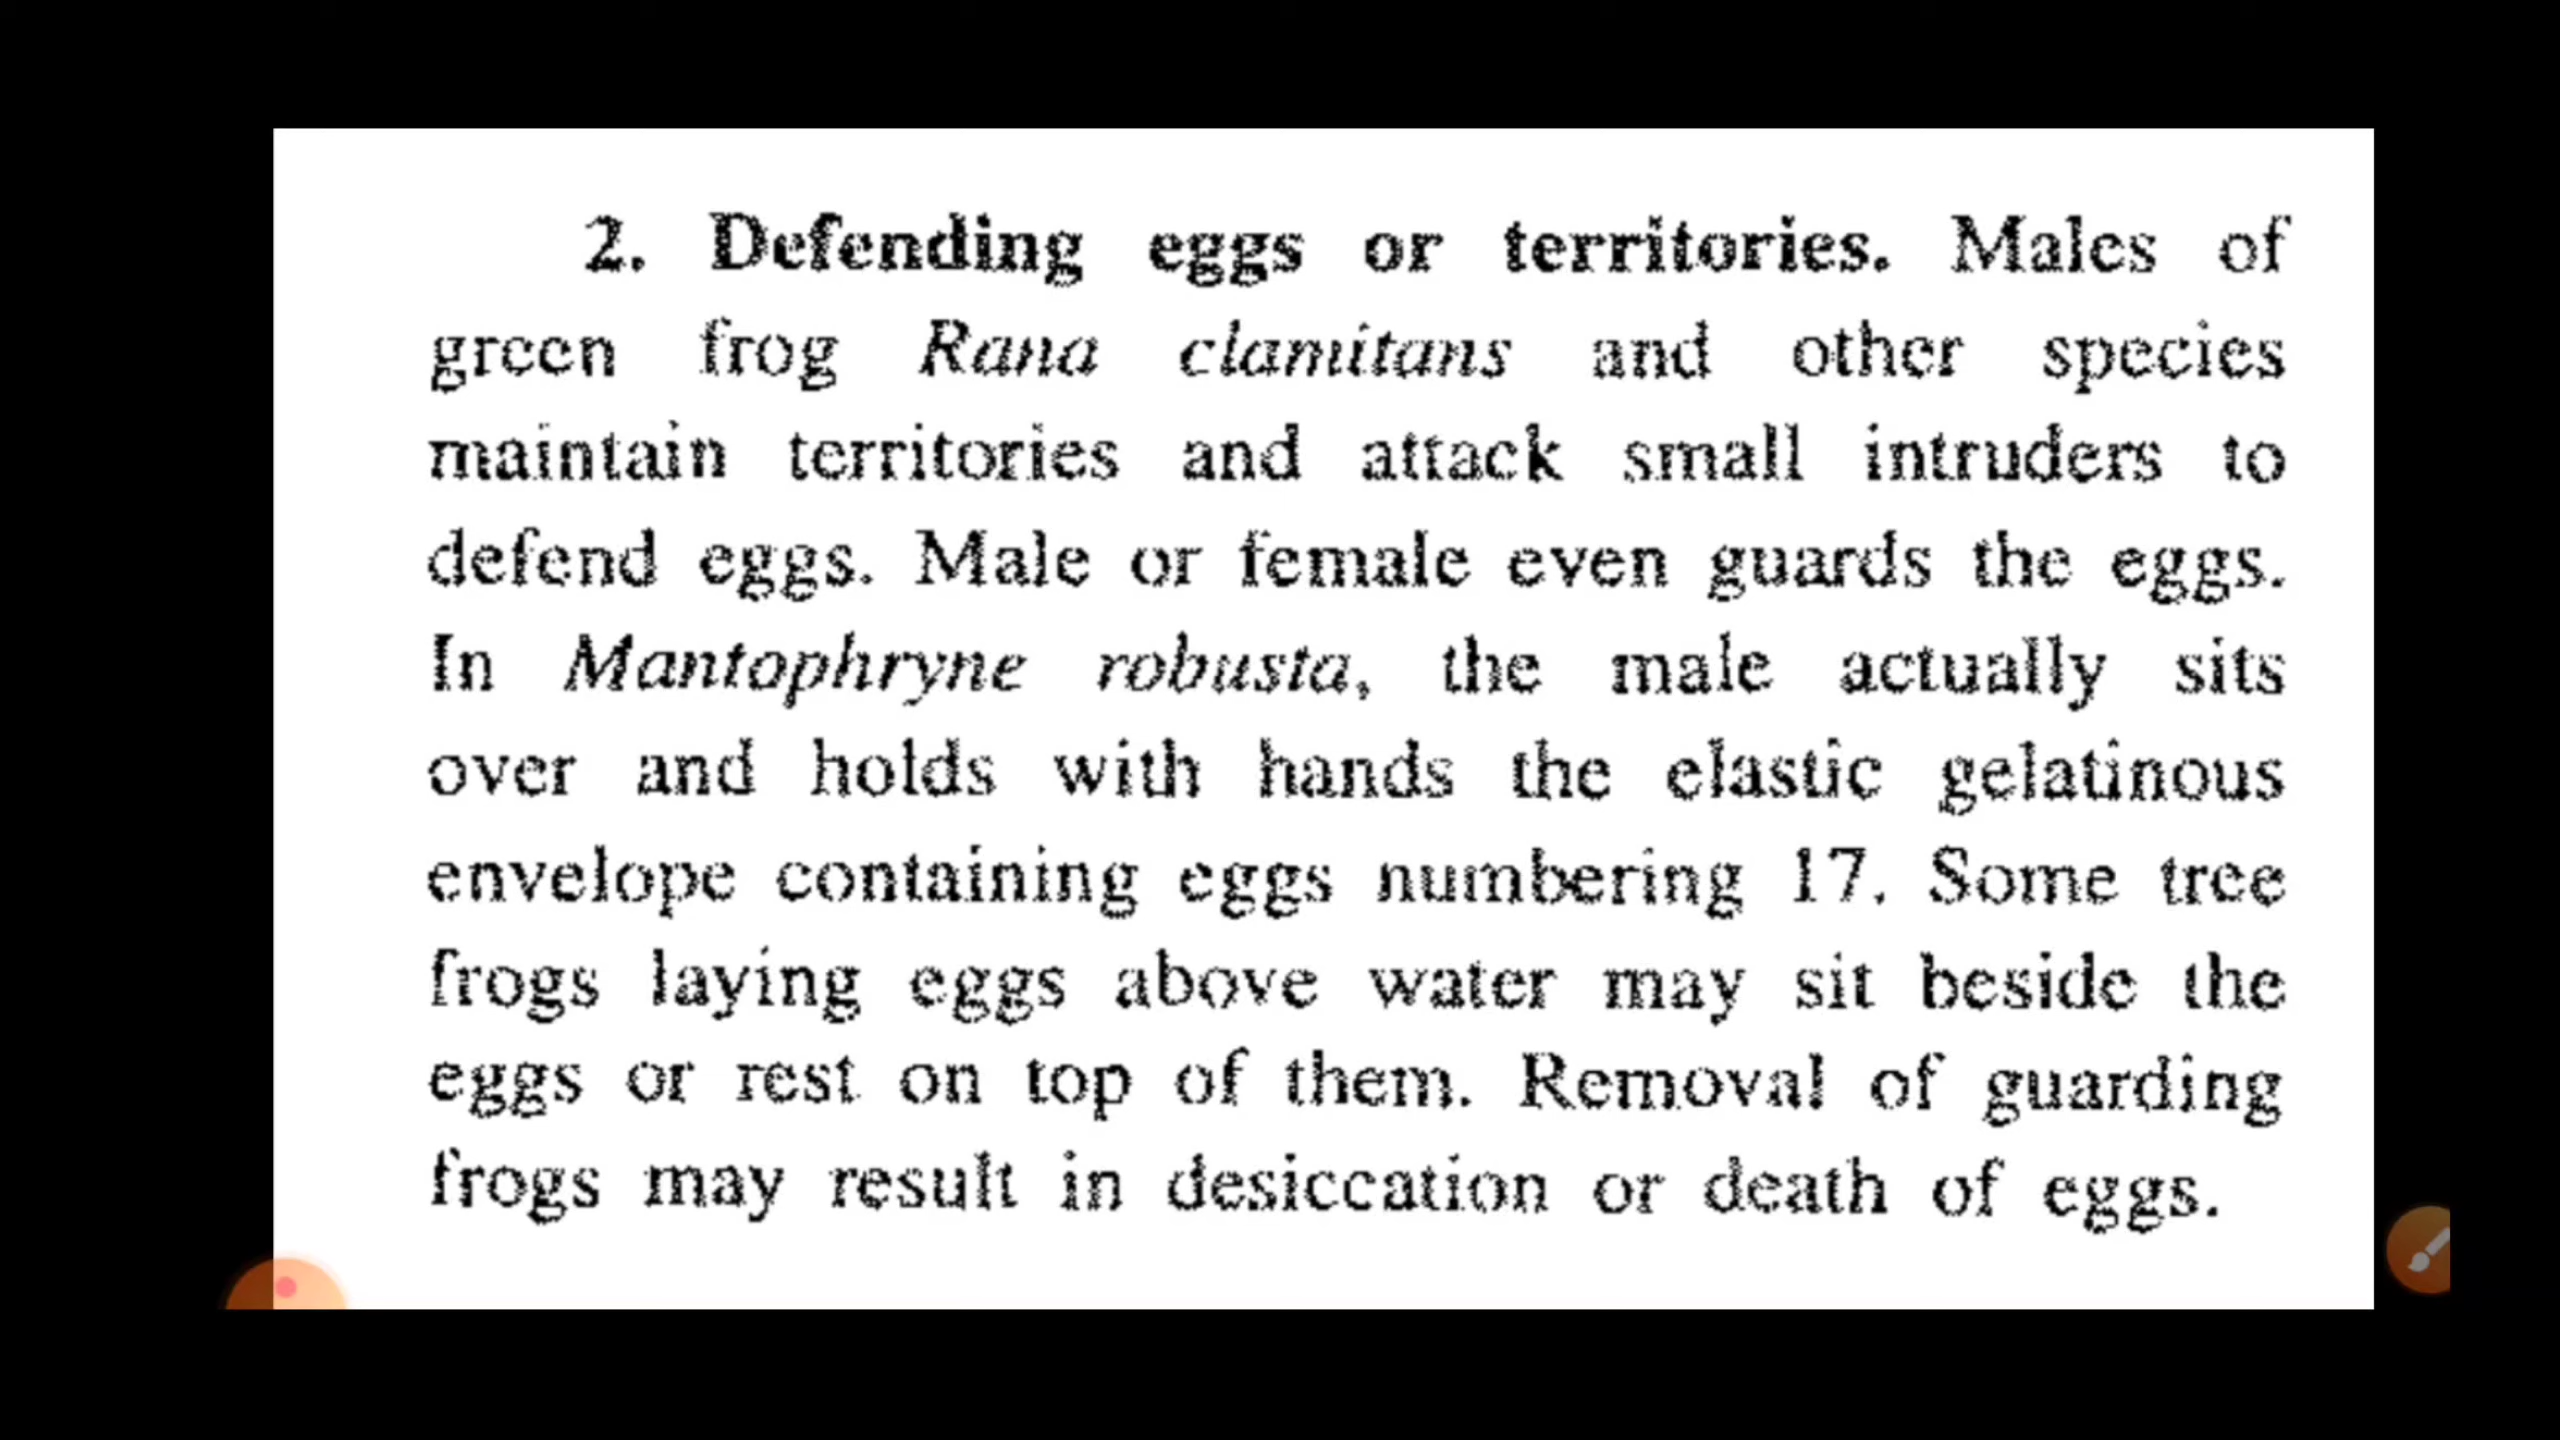 2. Defending eggs or territories. Males of
green frog Rana clamitans and other species
maintain territories and attack small intruders to
defend eggs. Male or female even guards the eggs.
In Mantophryne robusta, the male actually sits
over and holds with hands the elastic gelatinous
envelope containing eggs numbering 17. Some tree
frogs laying eggs above water may sit beside the
eggs or rest on top of them. Removal of guarding
frogs may result in desiccation or death of eggs.